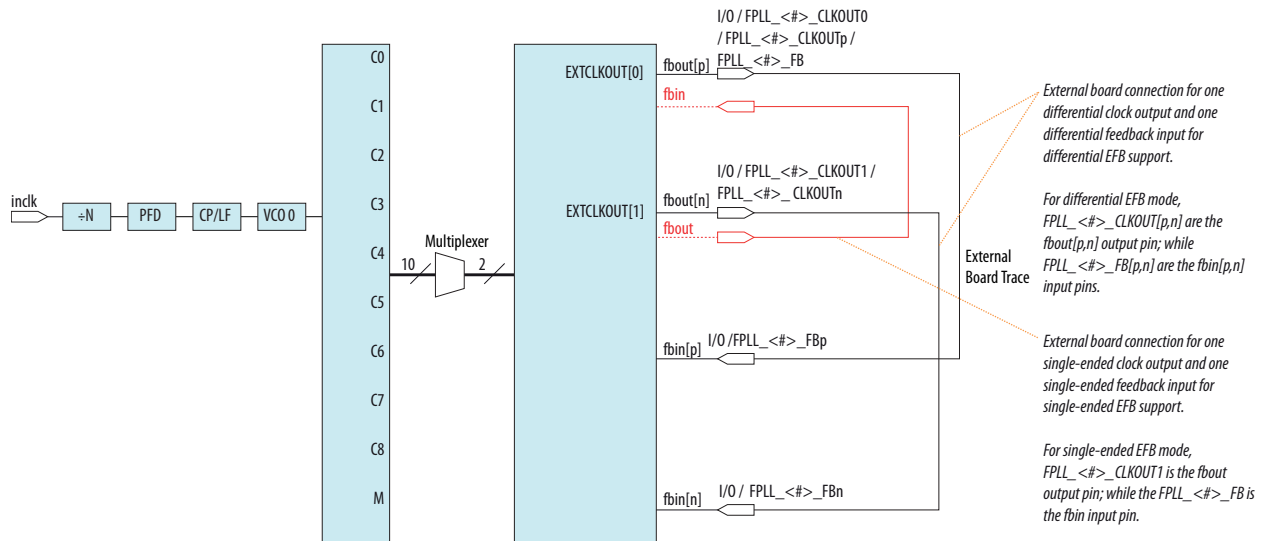 I/O / FPLL_<#>_CLKOUT0
/ FPLL_<#>_CLKOUTp /
FPLL_<#>_FB
C0
EXTCLKOUT[0]
fbout[p]
fbin
C1
C2
I/O / FPLL_<#>_CLKOUT1 /
FPLL_<#>_ CLKOUTn
inclk
÷N
PFD
CP/LF
VCO 0
C3
EXTCLKOUT[1]
fbout[n]
fbout
Multiplexer
C4
10
2
External
Board Trace
C5
C6
fbin[p]
I/O /FPLL_<#>_FBp
C7
C8
M
fbin[n]
I/O / FPLL_<#>_FBn
External board connection for one
differential clock output and one
differential feedback input for
differential EFB support.
For differential EFB mode,
FPLL_<#>_CLKOUT[p,n] are the
fbout[p,n] output pin; while
FPLL_<#>_FB[p,n] are the fbin[p,n]
input pins.
External board connection for one
single-ended clock output and one
single-ended feedback input for
single-ended EFB support.
For single-ended EFB mode,
FPLL_<#>_CLKOUT1 is the fbout
output pin; while the FPLL_<#>_FB is
the fbin input pin.